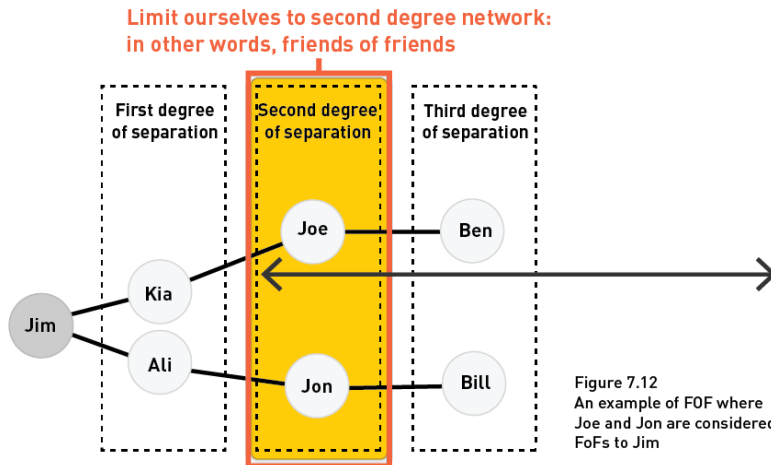 Limit ourselves to second degree network:
in other words, friends of friends
First degree
of separation
Second degree
of separation
Third degree
of separation
Joe
Ben
Kia
Jim
Ali
Jon
Bill
Figure 7.12
An example of FOF where
Joe and Jon are considered
FoFs to Jim